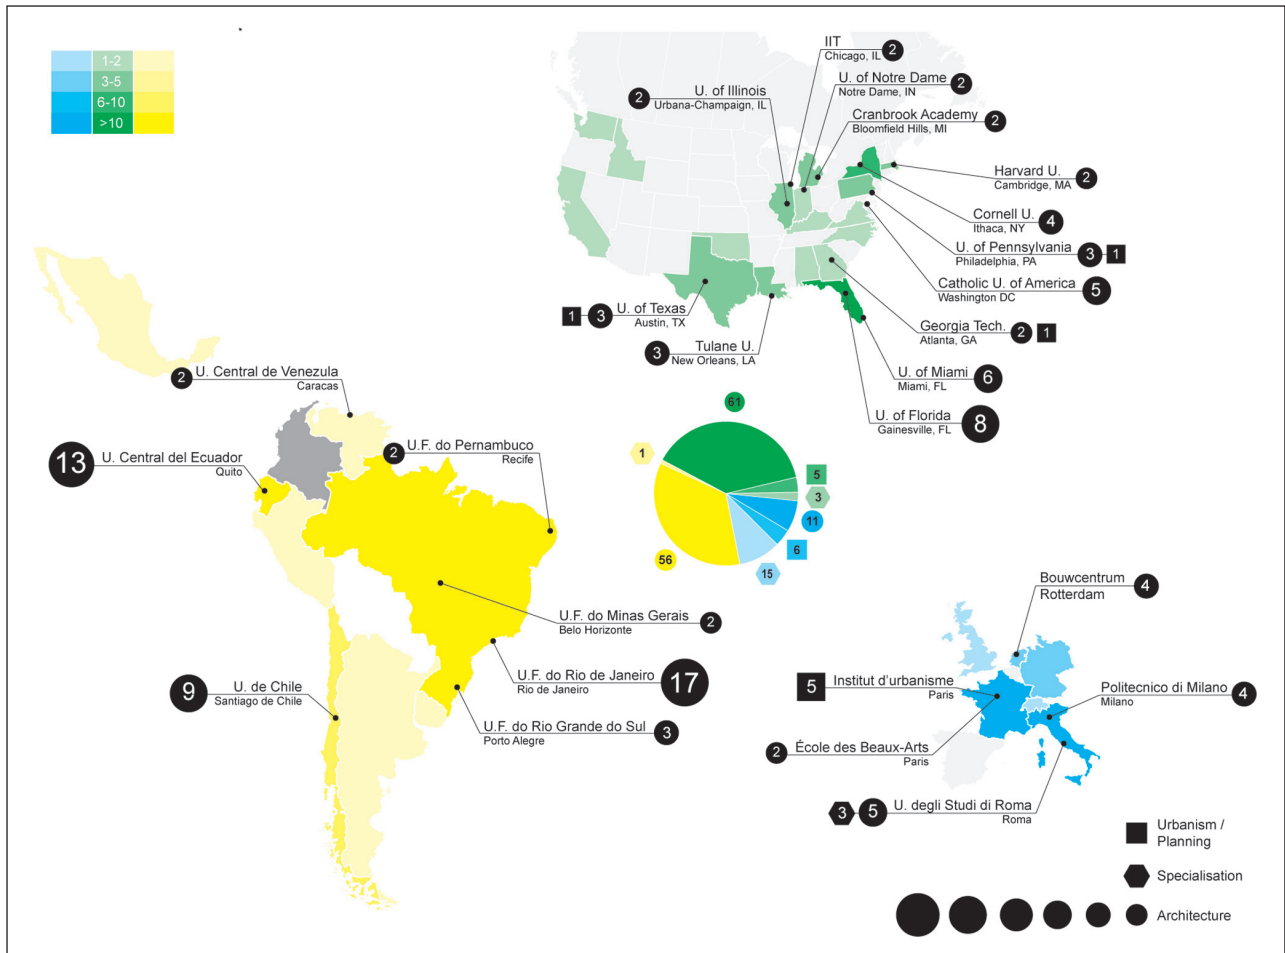 1-2
3-5
6-10
>10
IIT
Chicago, IL
2
U. of Notre Dame
Notre Dame, IN
2
2
U. of Illinois
Urbana-Champaign, IL
Cranbrook Academy
Bloomfield Hills, MI
2
Harvard U.
Cambridge, MA
2
Cornell U.
Ithaca, NY
4
U. of Pennsylvania
Philadelphia, PA
3
1
Catholic U. of America
Washington DC
5
1
3
U. of Texas
Austin, TX
Georgia Tech.
Atlanta, GA
2
1
3
Tulane U.
New Orleans, LA
U. of Miami
Miami, FL
6
U. of Florida
Gainesville, FL
8
2
U. Central de Venezula
Caracas
13
U. Central del Ecuador
Quito
2
U.F. do Pernambuco
Recife
61
1
5
3
11
6
15
56
U.F. do Minas Gerais
Belo Horizonte
2
U.F. do Rio de Janeiro
Rio de Janeiro
17
9
U. de Chile
Santiago de Chile
U.F. do Rio Grande do Sul
Porto Alegre
3
Bouwcentrum
Rotterdam
4
5
Institut d'urbanisme
Paris
Politecnico di Milano
Milano
4
2
École des Beaux-Arts
Paris
3
5
U. degli Studi di Roma
Roma
Urbanism /
Planning
Specialisation
Architecture